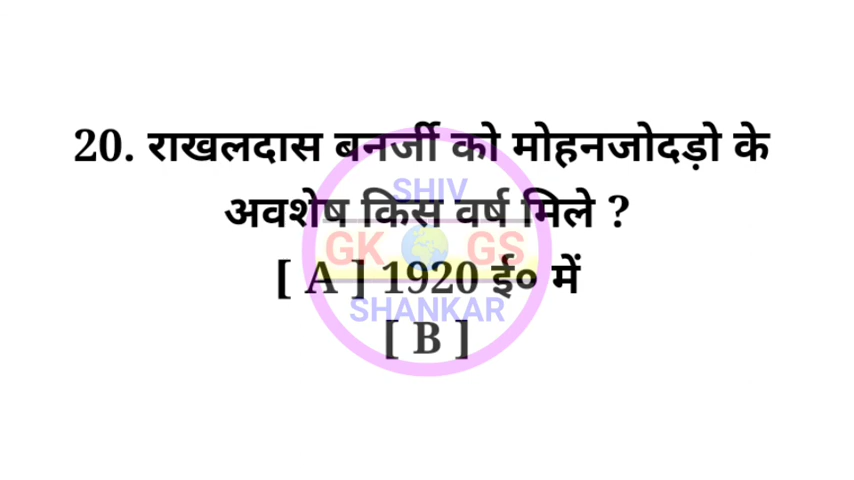 20. राखलदास बनर्जी को मोहनजोदड़ो के
अवशेष किस वर्ष मिले ?
[ A ] 1920 ई० में
[ B ]
SHIV
GK GS
SHANKAR